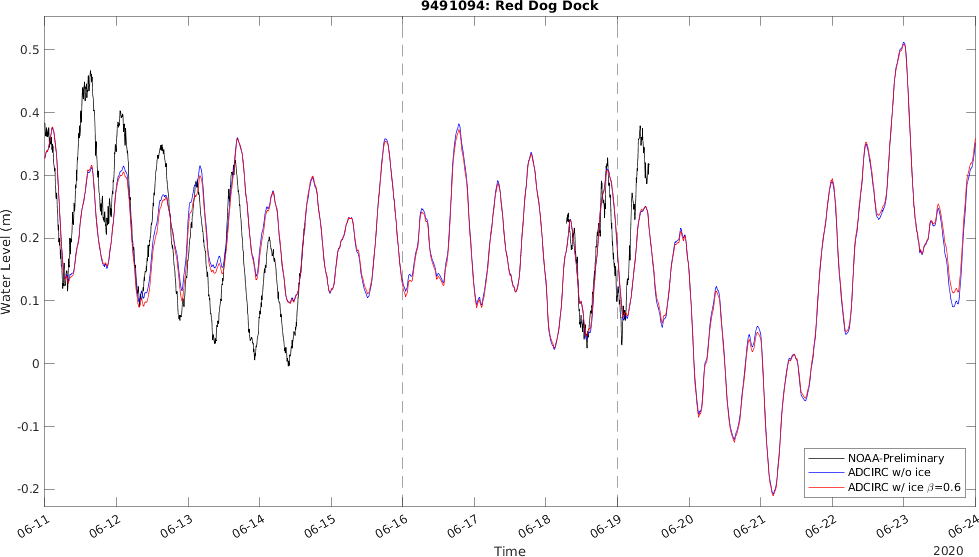 9491094: Red Dog Dock
Water Level (m)
0.5
0.4
0.3
0.2
0.1
0
-0.1
-0.2
06-11 06-12 06-13 06-14 06-15 06-16 06-17 06-18 06-19 06-20 06-21 06-22 06-23 06-24
Time
2020
NOAA-Preliminary
ADCIRC w/o ice
ADCIRC w/ ice β=0.6